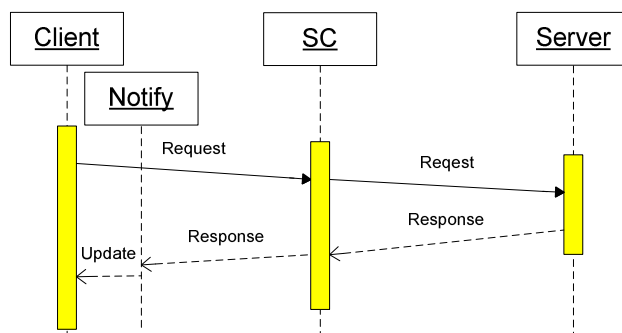 Client
SC
Server
Notify
Request
Reqest
Response
Response
Update